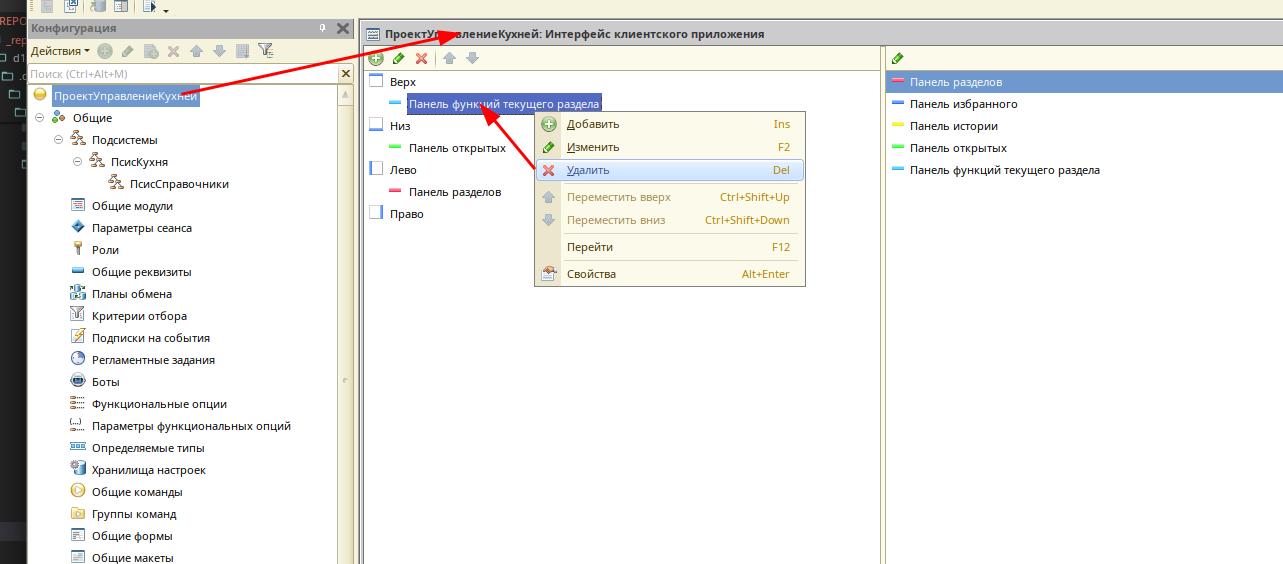 REPO
_rep
d1
.c
Конфигурация
Действия
Поиск (Ctrl+Alt+M)
ПроектУправлениеКухней
Общие
Подсистемы
ПсисКухня
ПсисСправочники
Общие модули
Параметры сеанса
Роли
Общие реквизиты
Планы обмена
Критерии отбора
Подписки на события
Регламентные задания
Боты
Функциональные опции
Параметры функциональных опций
Определяемые типы
Хранилища настроек
Общие команды
Группы команд
Общие формы
Общие макеты
ПроектУправлениеКухней: Интерфейс клиентского приложения
Верх
Панель функций текущего раздела
Низ
Панель открытых
Лево
Панель разделов
Право
Добавить Ins
Изменить F2
Удалить Del
Переместить вверх Ctrl+Shift+Up
Переместить вниз Ctrl+Shift+Down
Перейти F12
Свойства Alt+Enter
Панель разделов
Панель избранного
Панель истории
Панель открытых
Панель функций текущего раздела